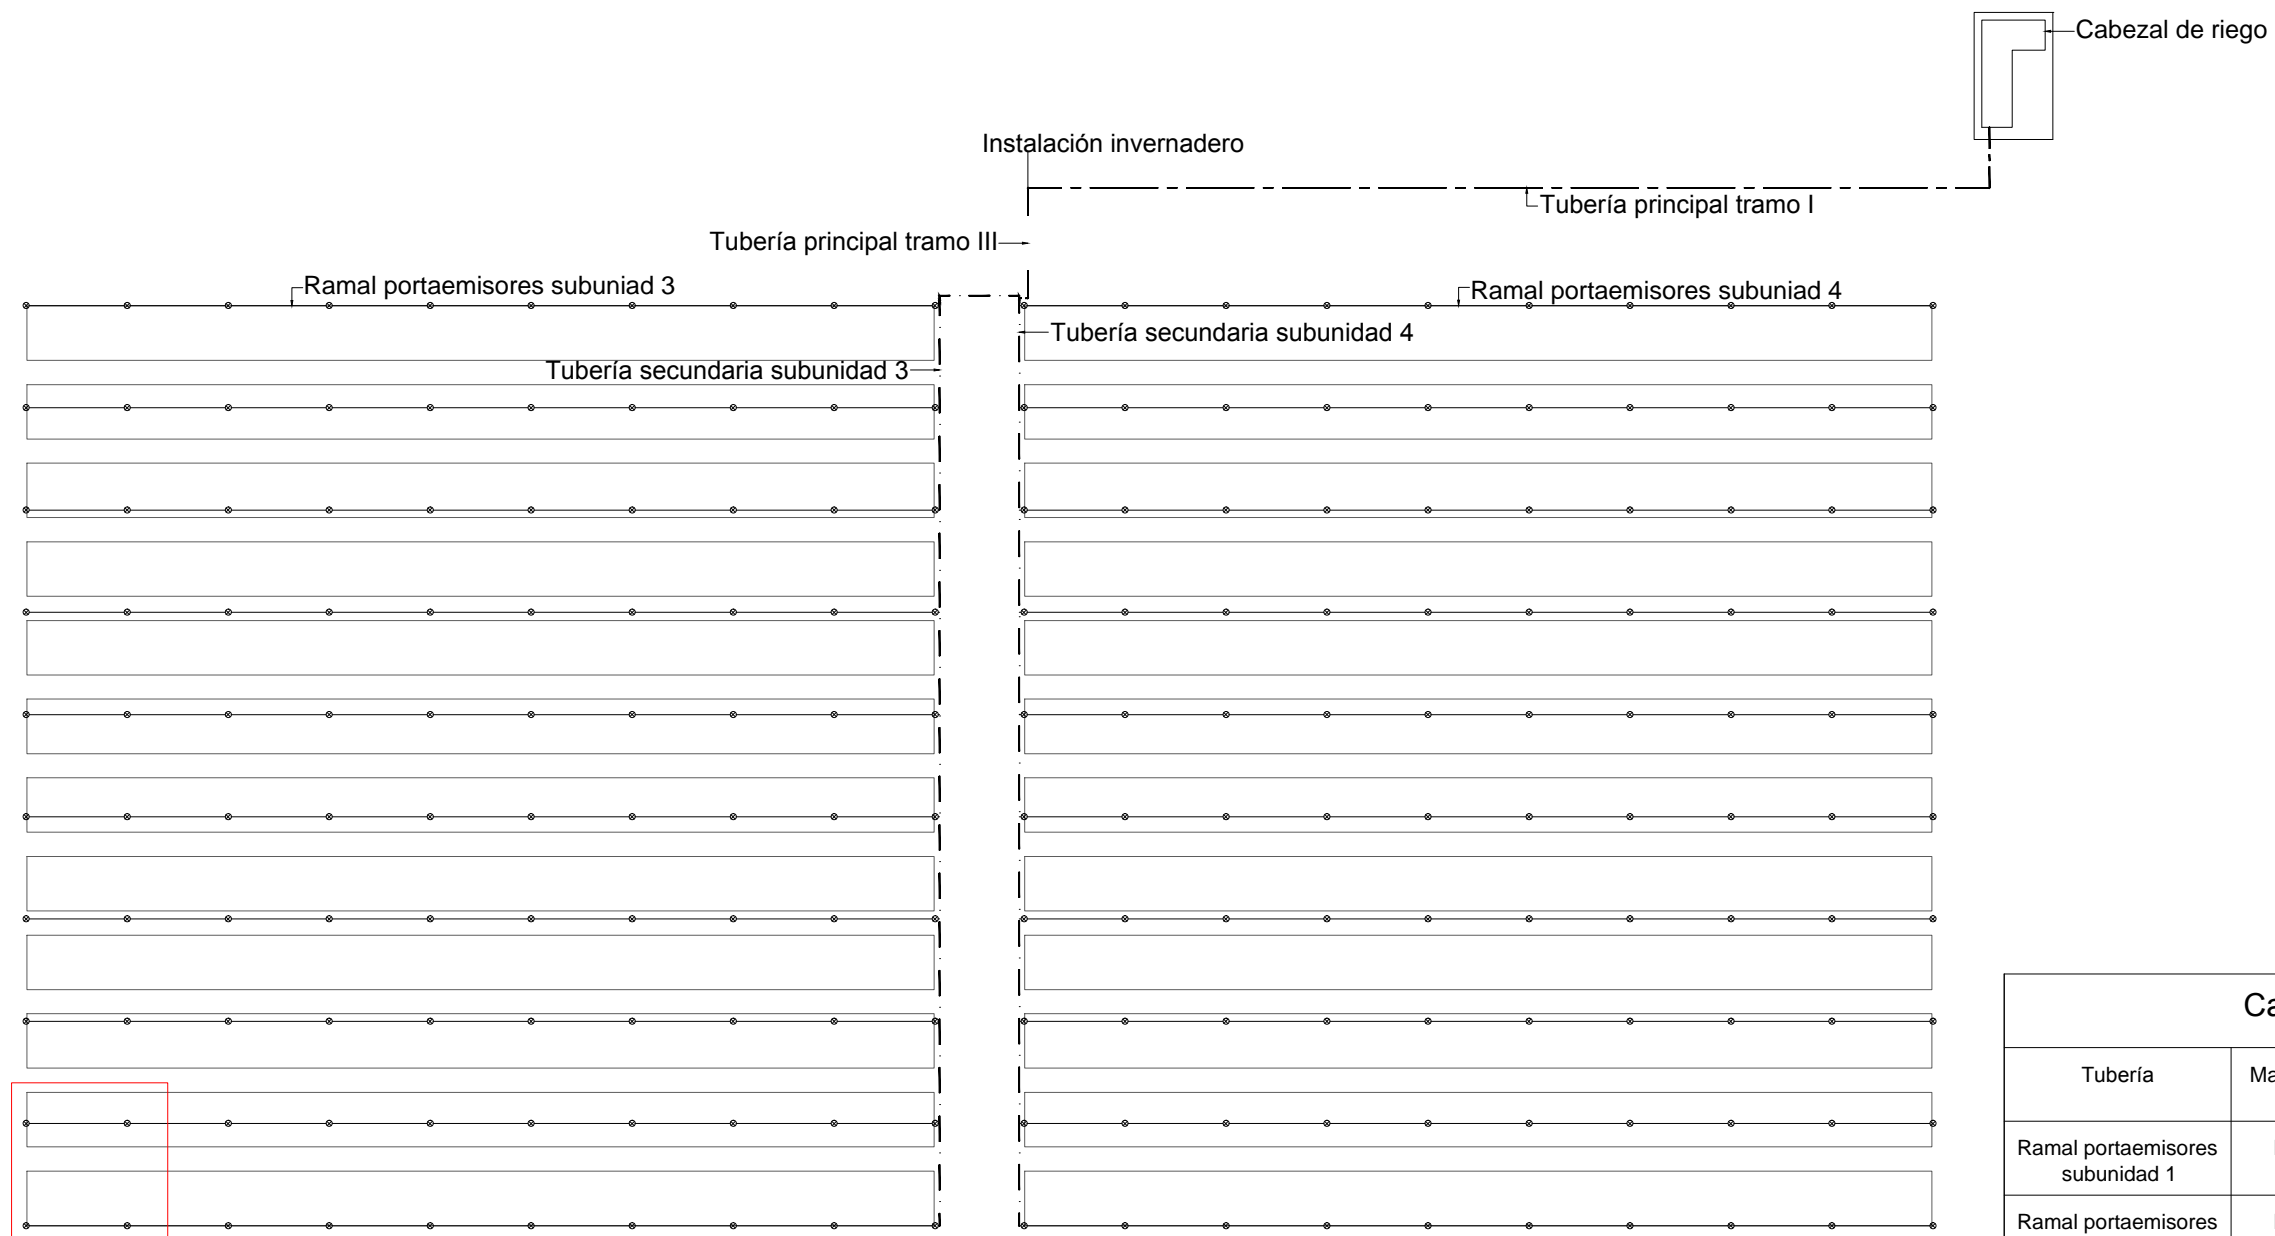 Cabezal de riego
Instalación invernadero
Tubería principal tramo I
Tubería principal tramo III
Ramal portaemisores subuniad 3
Ramal portaemisores subuniad 4
Tubería secundaria subunidad 4
Tubería secundaria subunidad 3
Tubería
Ramal portaemisores
subunidad 1
Ramal portaemisores